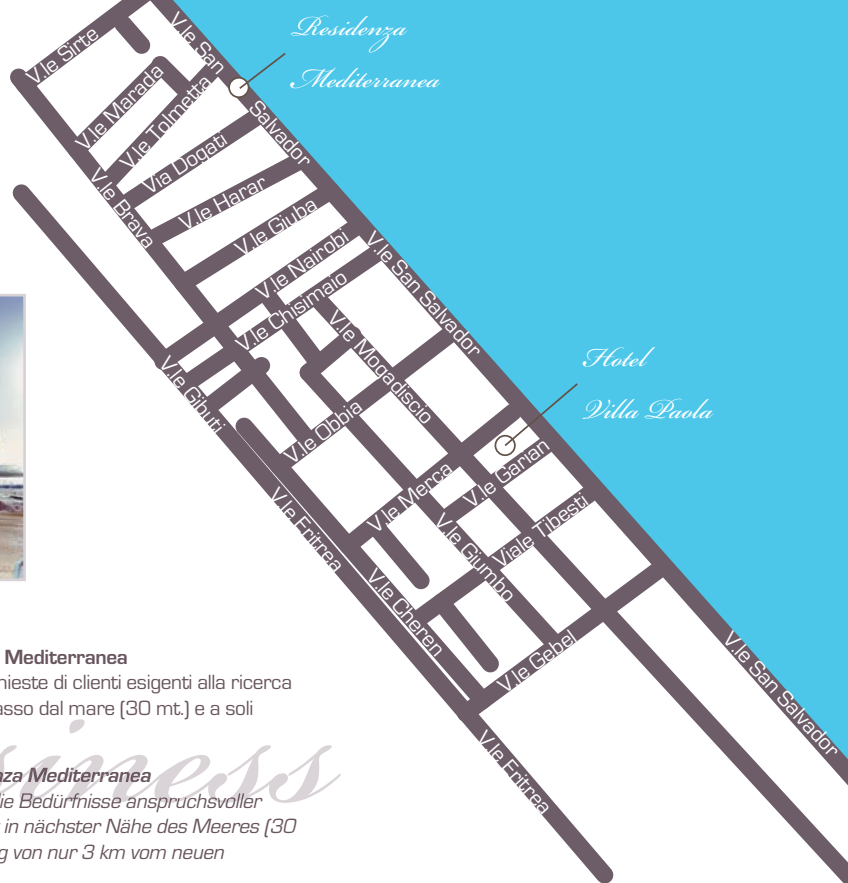 Residenza
Mediterranea
V.le Sirte
V.le San
Salvador
V.le Marada
V.le Tolmetta
Via Dogati
V.le Brava
V.le Harar
V.le Giuba
V.le Nairobi
V.le San Salvador
V.le Chisimaio
V.le Mogadiscio
V.le Gibuti
V.le Obbia
Hotel
Villa Paola
V.le Garian
V.le Merca
Viale Tibesti
V.le Eritrea
V.le Giumbo
V.le Cheren
V.le Gebel
V.le San Salvador
V.le Eritrea
Mediterranea
hieste di clienti esigenti alla ricerca
asso dal mare (30 mt.) e a soli
siness
nza Mediterranea
die Bedürfnisse anspruchsvoller
t in nächster Nähe des Meeres (30
g von nur 3 km vom neuen